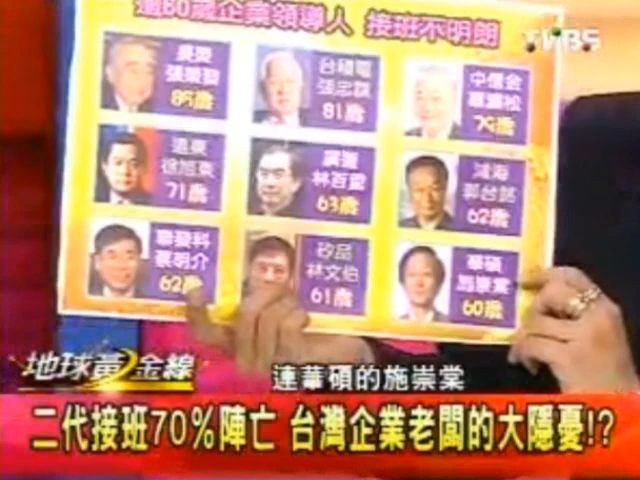 逾60歲企業領導人 接班不明朗
TVBS
長榮
張榮發
85歲
台積電
張忠謀
81歲
中信金
辜濂松
79歲
遠東
徐旭東
71歲
廣達
林百里
63歲
鴻海
郭台銘
62歲
聯發科
蔡明介
62歲
矽品
林文伯
61歲
華碩
施崇棠
60歲
地球黃金線
連華碩的施崇棠
二代接班70%陣亡 台灣企業老闆的大隱憂!?